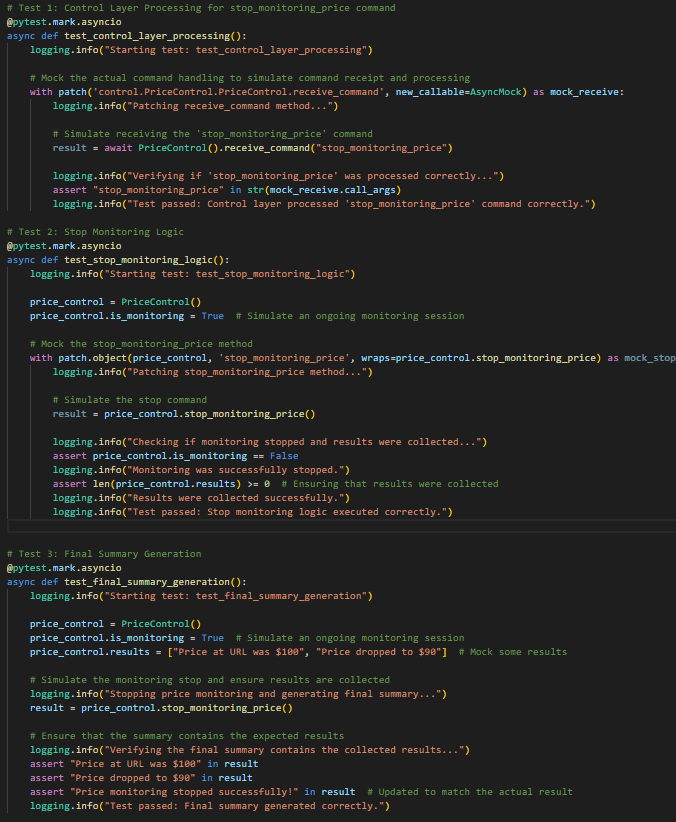 # Test 1: Control Layer Processing for stop_monitoring_price command
@pytest.mark.asyncio
async def test_control_layer_processing():
    logging.info("Starting test: test_control_layer_processing")

    # Mock the actual command handling to simulate command receipt and processing
    with patch('control.PriceControl.PriceControl.receive_command', new_callable=AsyncMock) as mock_receive:
        logging.info("Patching receive_command method...")

        # Simulate receiving the 'stop_monitoring_price' command
        result = await PriceControl().receive_command("stop_monitoring_price")

        logging.info("Verifying if 'stop_monitoring_price' was processed correctly...")
        assert "stop_monitoring_price" in str(mock_receive.call_args)
        logging.info("Test passed: Control layer processed 'stop_monitoring_price' command correctly.")

# Test 2: Stop Monitoring Logic
@pytest.mark.asyncio
async def test_stop_monitoring_logic():
    logging.info("Starting test: test_stop_monitoring_logic")

    price_control = PriceControl()
    price_control.is_monitoring = True  # Simulate an ongoing monitoring session

    # Mock the stop_monitoring_price method
    with patch.object(price_control, 'stop_monitoring_price', wraps=price_control.stop_monitoring_price) as mock_stop
        logging.info("Patching stop_monitoring_price method...")

        # Simulate the stop command
        result = price_control.stop_monitoring_price()

        logging.info("Checking if monitoring stopped and results were collected...")
        assert price_control.is_monitoring == False
        logging.info("Monitoring was successfully stopped.")
        assert len(price_control.results) >= 0  # Ensuring that results were collected
        logging.info("Results were collected successfully.")
        logging.info("Test passed: Stop monitoring logic executed correctly.")

# Test 3: Final Summary Generation
@pytest.mark.asyncio
async def test_final_summary_generation():
    logging.info("Starting test: test_final_summary_generation")

    price_control = PriceControl()
    price_control.is_monitoring = True  # Simulate an ongoing monitoring session
    price_control.results = ["Price at URL was $100", "Price dropped to $90"]  # Mock some results

    # Simulate the monitoring stop and ensure results are collected
    logging.info("Stopping price monitoring and generating final summary...")
    result = price_control.stop_monitoring_price()

    # Ensure that the summary contains the expected results
    logging.info("Verifying the final summary contains the collected results...")
    assert "Price at URL was $100" in result
    assert "Price dropped to $90" in result
    assert "Price monitoring stopped successfully!" in result  # Updated to match the actual result
    logging.info("Test passed: Final summary generated correctly.")